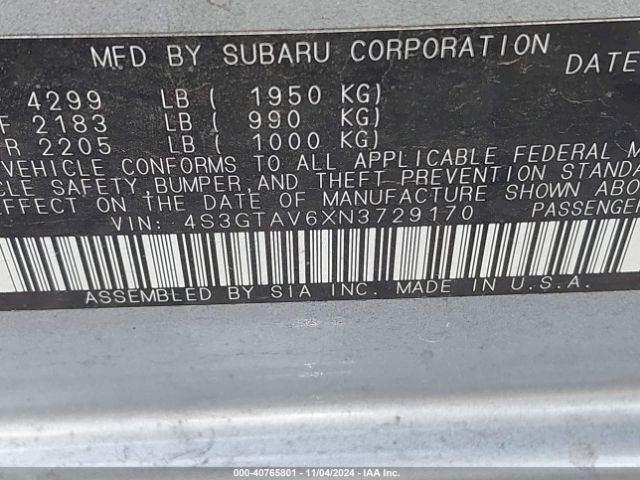 MFD BY SUBARU CORPORATION DATE
4299 LB ( 1950 KG)
F 2183 LB ( 990 KG)
R 2205 LB ( 1000 KG)
VEHICLE CONFORMS TO ALL APPLICABLE FEDERAL M
CLE SAFETY,BUMPER,AND THEFT PREVENTION STANDA
EFFECT ON THE DATE OF MANUFACTURE SHOWN ABO
VIN: 4S3GTAV6XN3729170 PASSENGER
ASSEMBLED BY SIA INC. MADE IN U.S.A.
000-40765801 - 11/04/2024 - IAA Inc.